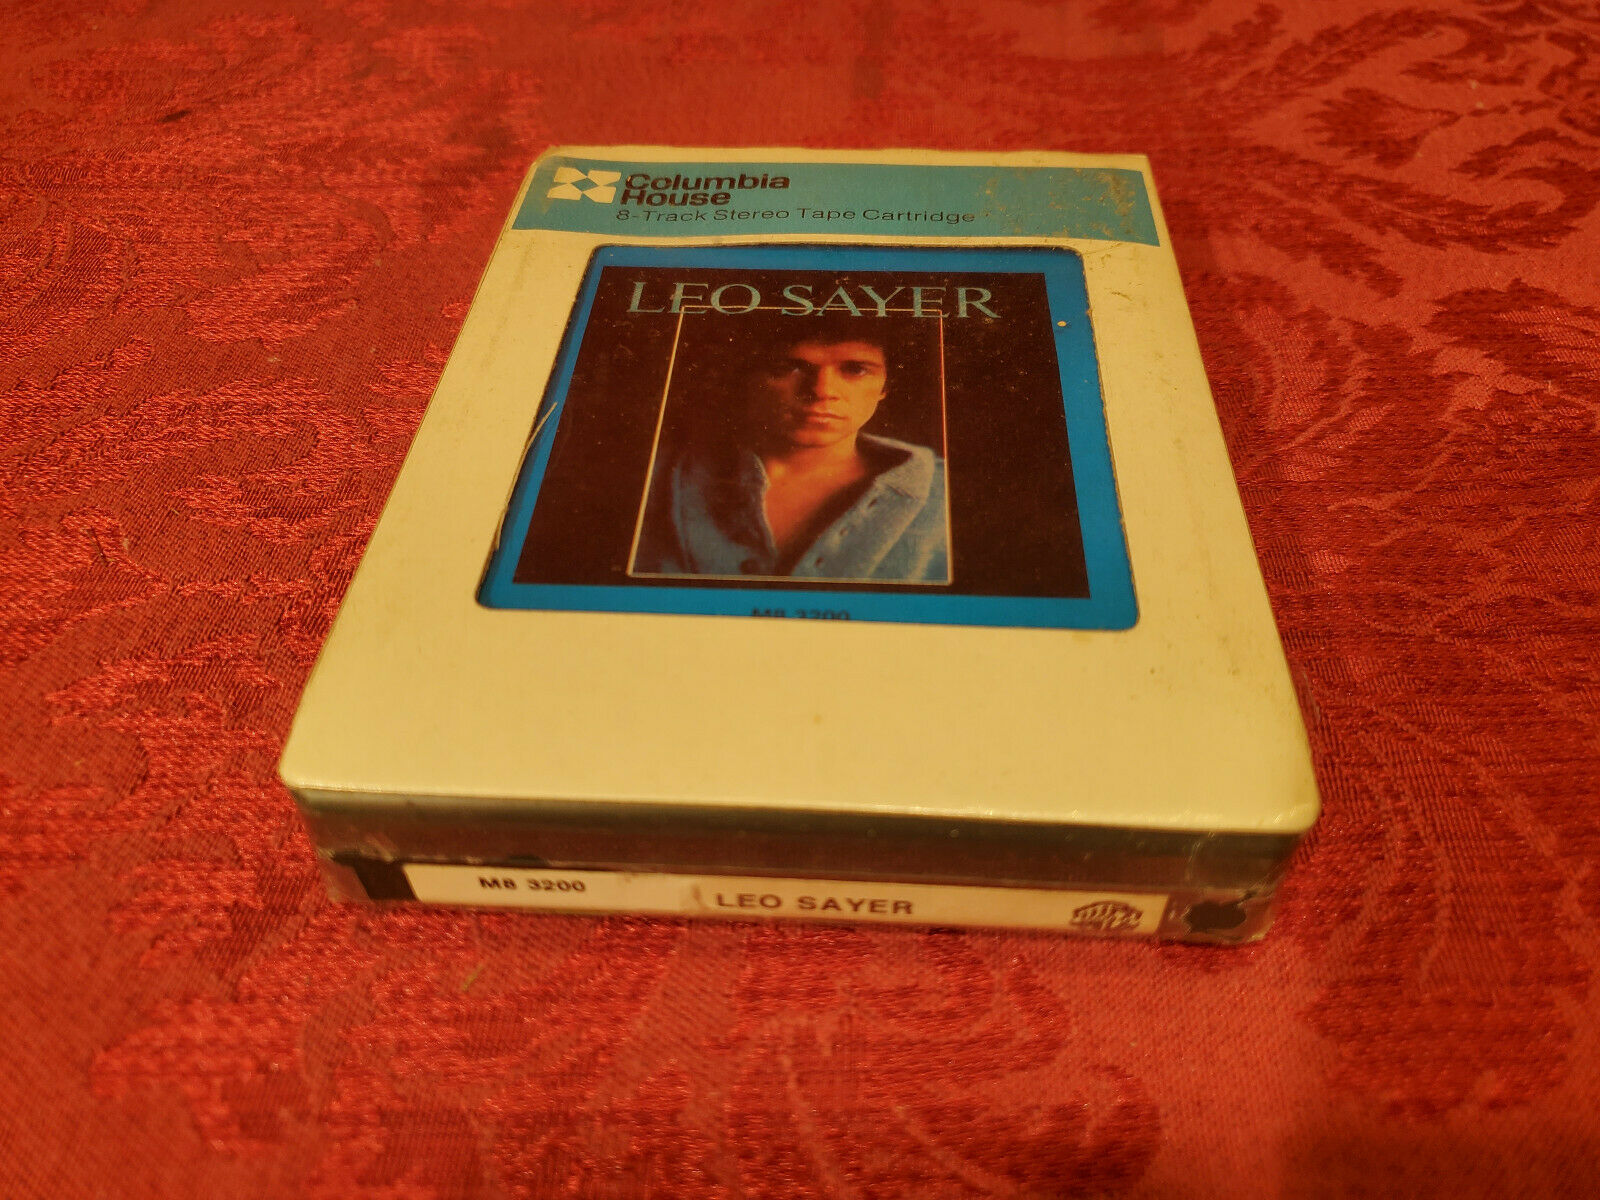 Columbia
House
8-Track Stereo Tape Cartridge
LEO SAYER
M8 3200
M8 3200 LEO SAYER